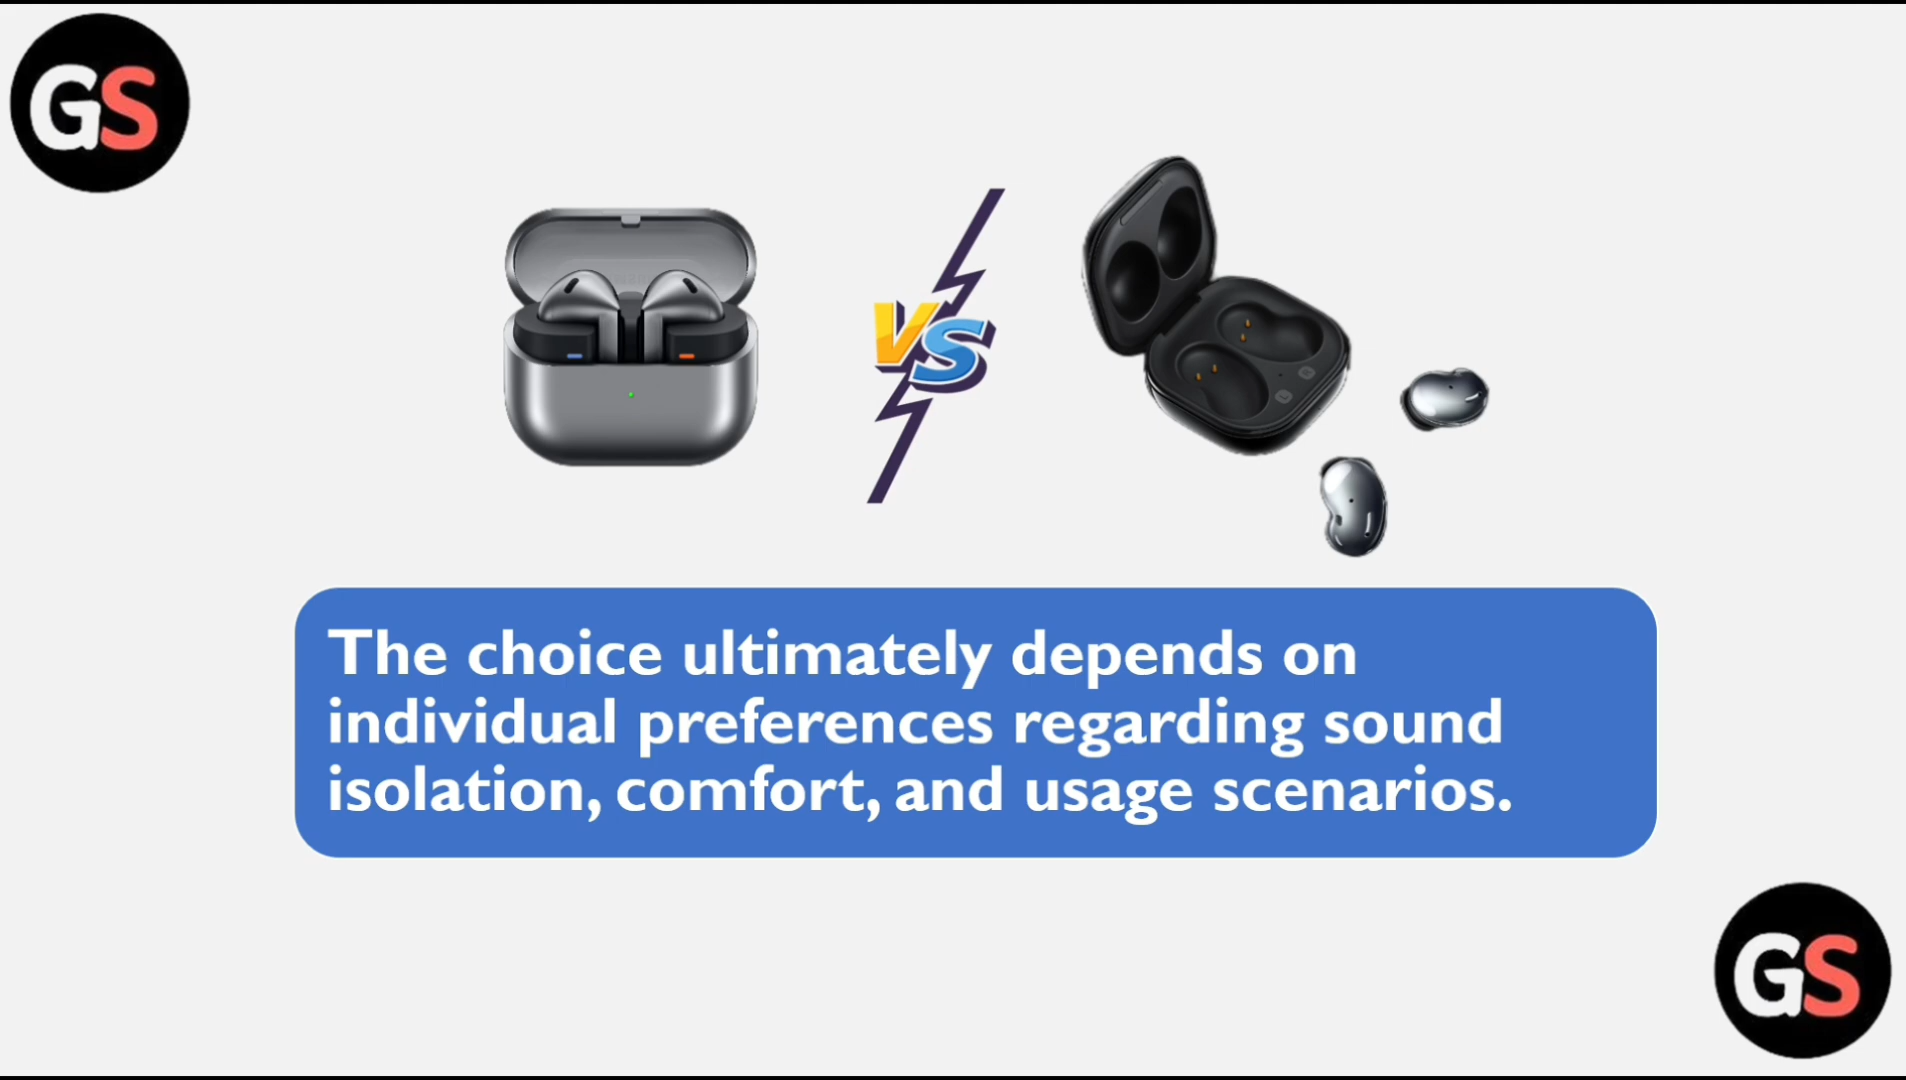 GS
VS
The choice ultimately depends on
individual preferences regarding sound
isolation, comfort, and usage scenarios.
GS